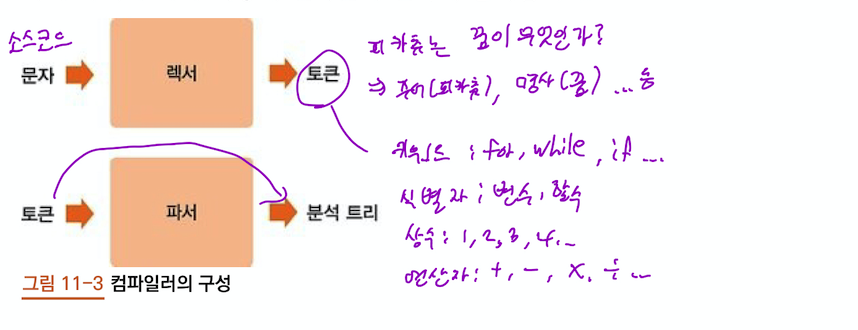 소스코드
문자 렉서 토큰
피카츄는 꿈이 무엇인가?
⇒ 주어(피카츄), 명사(꿈) ... 등
키워드 : for, while, if ...
식별자 : 변수, 함수
상수 : 1, 2, 3, 4 ..
연산자 : +, -, ×, ÷ ...
토큰 파서 분석 트리
그림 11-3 컴파일러의 구성